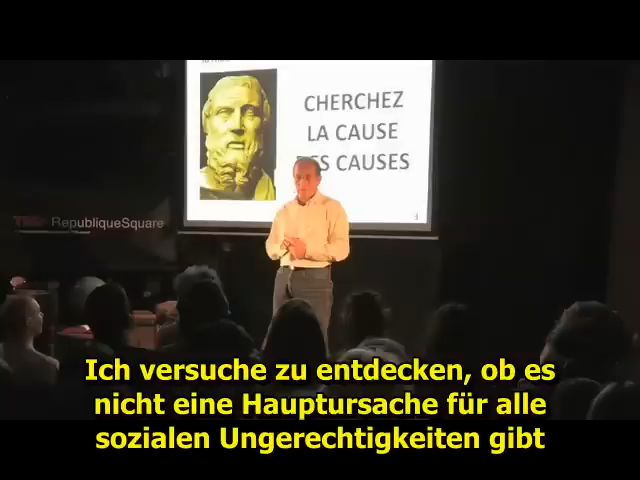 CHERCHEZ
LA CAUSE
DES CAUSES
RepubliqueSquare
Ich versuche zu entdecken, ob es
nicht eine Hauptursache für alle
sozialen Ungerechtigkeiten gibt